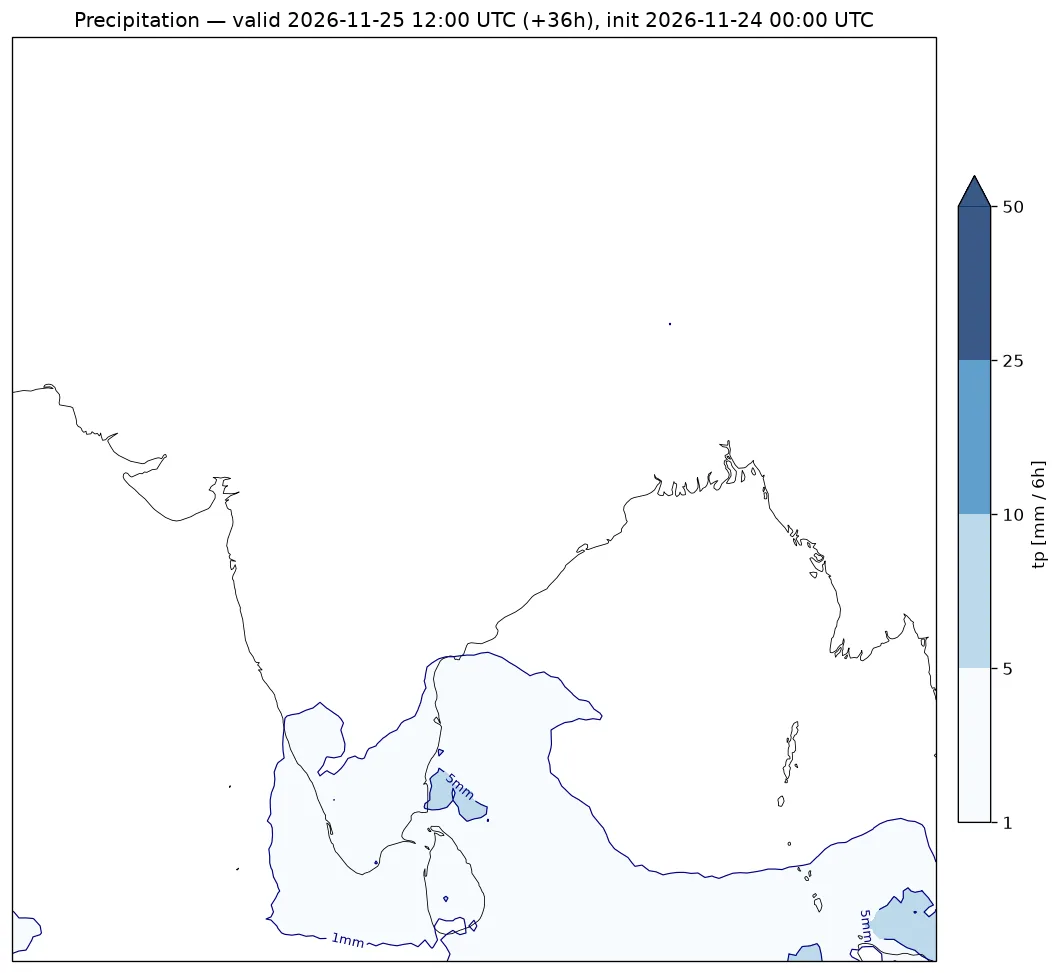 Precipitation — valid 2026-11-25 12:00 UTC (+36h), init 2026-11-24 00:00 UTC
50
25
10
5
1
tp [mm / 6h]
5mm
5mm
1mm